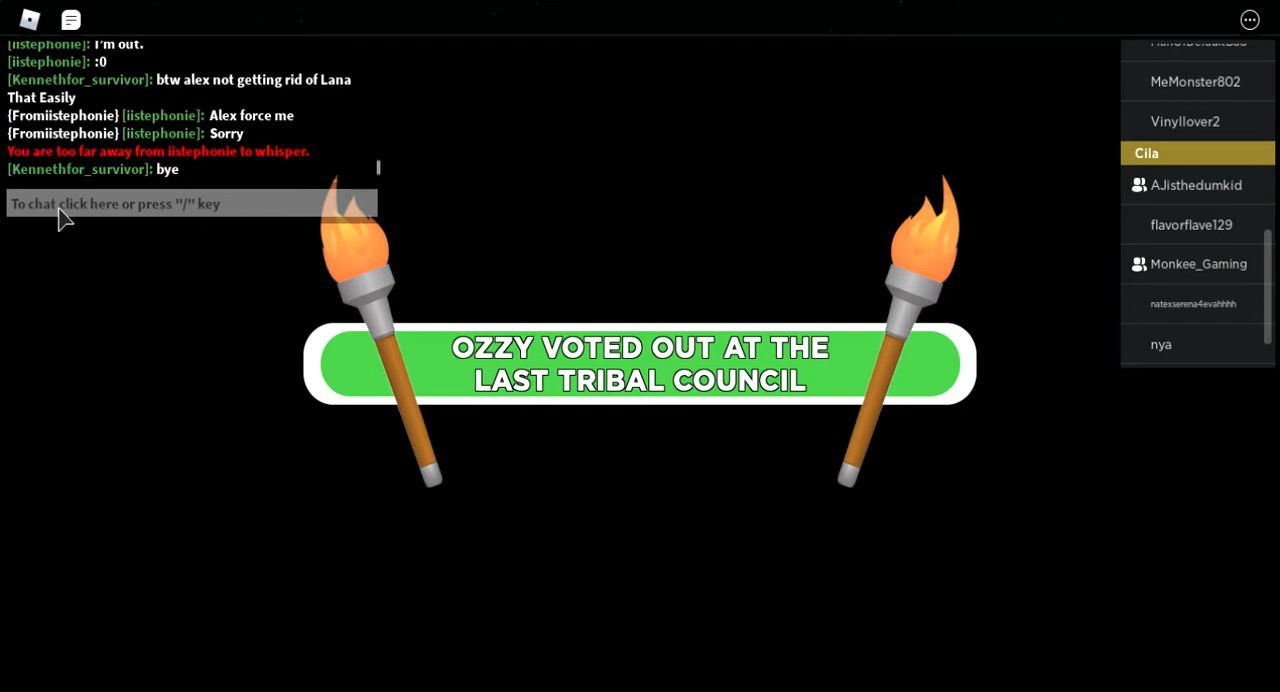 [iistephonie]: I'm out.
[iistephonie]: :0
[Kennethfor_survivor]: btw alex not getting rid of Lana
That Easily
{Fromiistephonie} [iistephonie]: Alex force me
{Fromiistephonie} [iistephonie]: Sorry
You are too far away from iistephonie to whisper.
[Kennethfor_survivor]: bye
To chat click here or press "/" key
OZZY VOTED OUT AT THE
LAST TRIBAL COUNCIL
MeMonster802
Vinyllover2
Cila
AJisthedumkid
flavorflave129
Monkee_Gaming
natexserena4evahhhh
nya